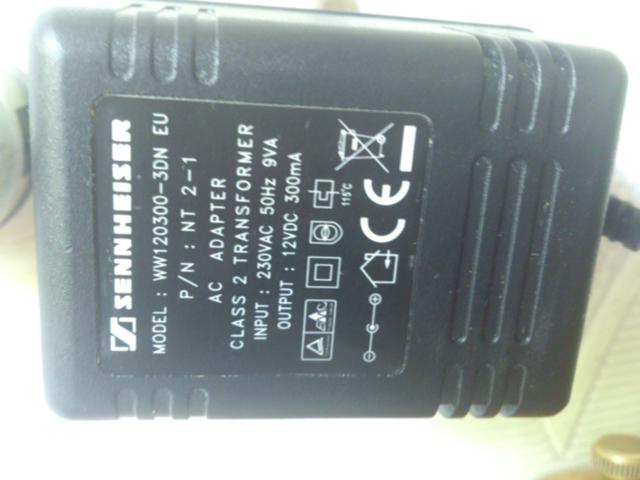 SENNHEISER
MODEL : WW120300-3DN EU
P/N : NT 2-1
AC ADAPTER
CLASS 2 TRANSFORMER
INPUT : 230VAC 50Hz 9VA
OUTPUT : 12VDC 300mA
EMC
115°C
CE